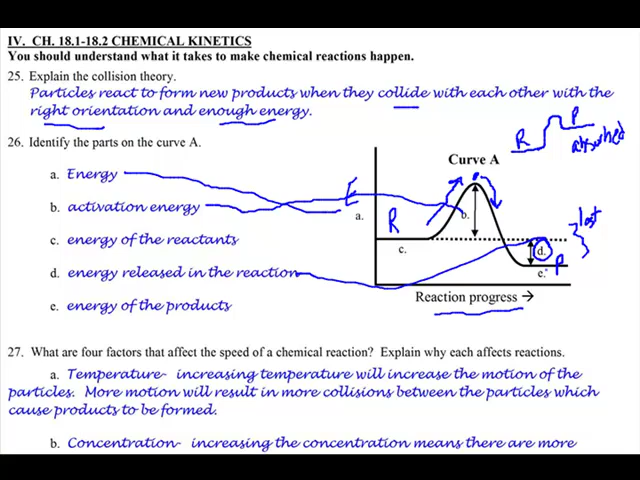 IV. CH. 18.1-18.2 CHEMICAL KINETICS
You should understand what it takes to make chemical reactions happen.
25. Explain the collision theory.
Particles react to form new products when they collide with each other with the
right orientation and enough energy.
R P
absorbed
26. Identify the parts on the curve A.
Curve A
a. Energy
b. activation energy
c. energy of the reactants
d. energy released in the reaction
e. energy of the products
E
a.
R
b.
c.
d.
e.
P
lost
Reaction progress →
27. What are four factors that affect the speed of a chemical reaction? Explain why each affects reactions.
a. Temperature- increasing temperature will increase the motion of the
particles. More motion will result in more collisions between the particles which
cause products to be formed.
b. Concentration- increasing the concentration means there are more